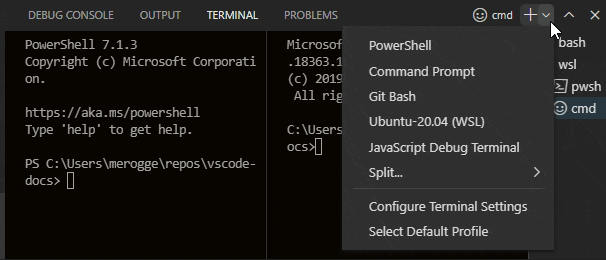 DEBUG CONSOLE OUTPUT TERMINAL PROBLEMS cmd
PowerShell 7.1.3
Copyright (c) Microsoft Corporati
on.
https://aka.ms/powershell
Type 'help' to get help.
PS C:\Users\merogge\repos\vscode-
docs>
Microsof
.18363.1
(c) 2019
All rig
C:\Us
ocs>
PowerShell
Command Prompt
Git Bash
Ubuntu-20.04 (WSL)
JavaScript Debug Terminal
Split...
Configure Terminal Settings
Select Default Profile
bash
wsl
pwsh
cmd